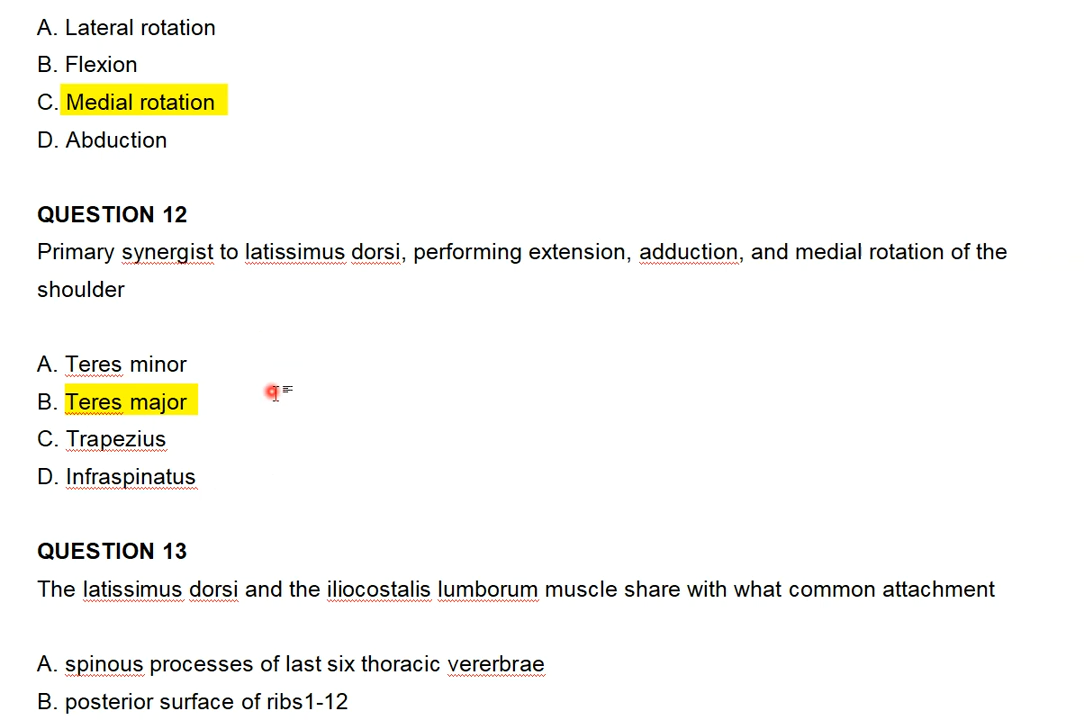 A. Lateral rotation
B. Flexion
C. Medial rotation
D. Abduction
QUESTION 12
Primary synergist to latissimus dorsi, performing extension, adduction, and medial rotation of the
shoulder
A. Teres minor
B. Teres major
C. Trapezius
D. Infraspinatus
QUESTION 13
The latissimus dorsi and the iliocostalis lumborum muscle share with what common attachment
A. spinous processes of last six thoracic vererbrae
B. posterior surface of ribs1-12